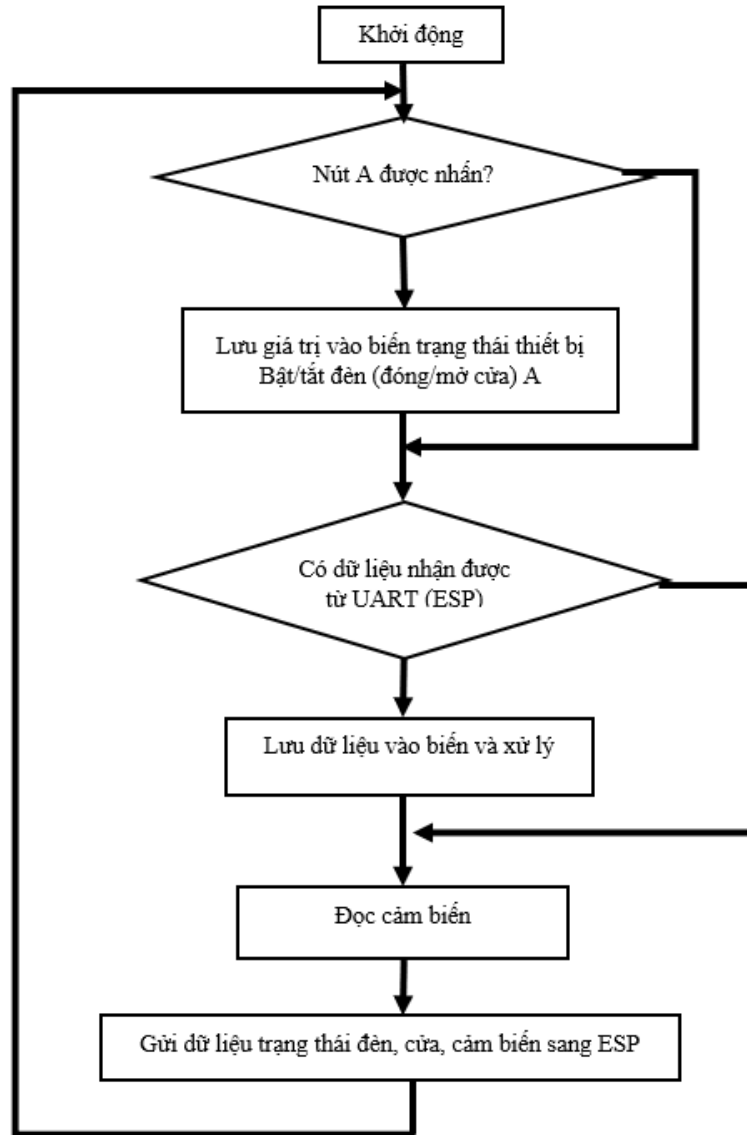 Khởi động
Nút A được nhấn?
Lưu giá trị vào biến trạng thái thiết bị
Bật/tắt đèn (đóng/mở cửa) A
Có dữ liệu nhận được
từ UART (ESP)
Lưu dữ liệu vào biến và xử lý
Đọc cảm biến
Gửi dữ liệu trạng thái đèn, cửa, cảm biến sang ESP